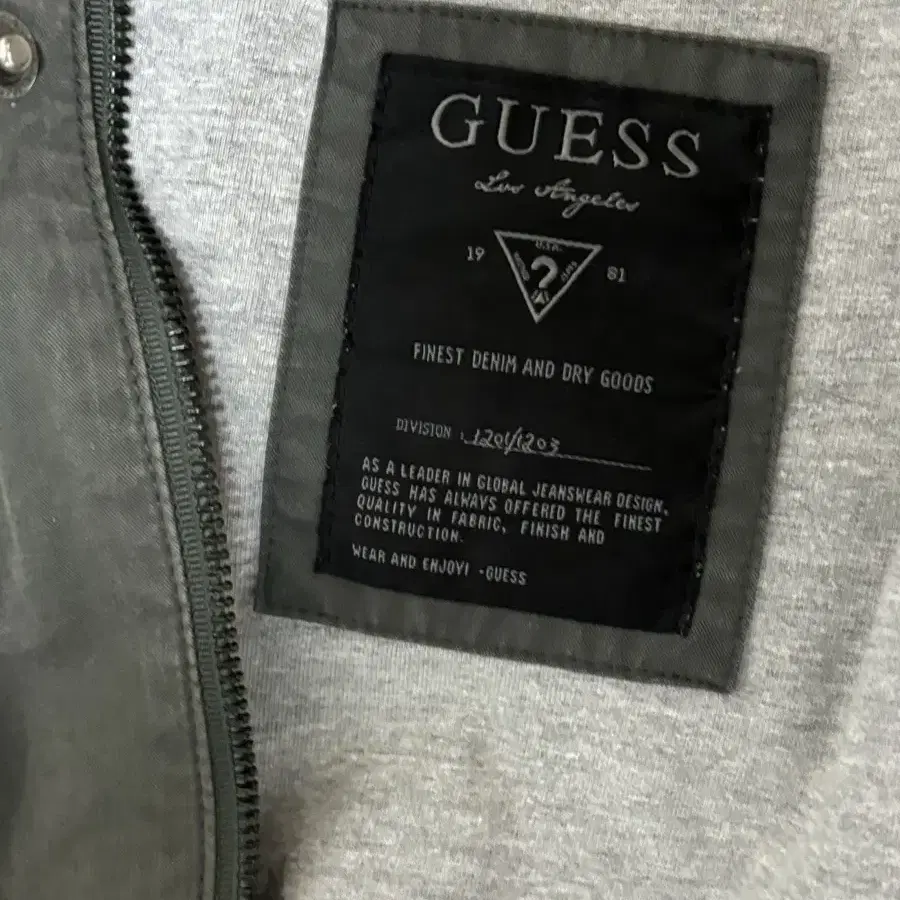 GUESS
Los Angeles
19 81
U.S.A.
?
FINEST DENIM AND DRY GOODS
DIVISION : 1201/1203
AS A LEADER IN GLOBAL JEANSWEAR DESIGN,
GUESS HAS ALWAYS OFFERED THE FINEST
QUALITY IN FABRIC, FINISH AND
CONSTRUCTION.
WEAR AND ENJOY! -GUESS